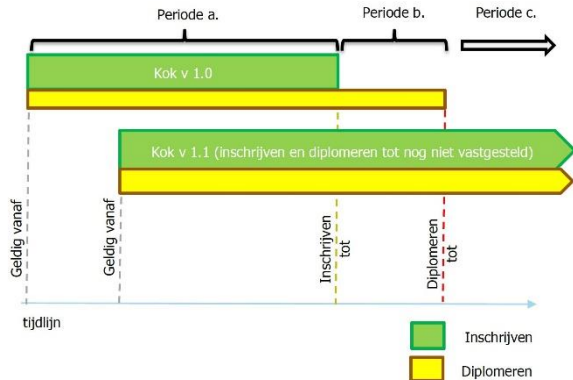 Periode a.
Periode b.
Periode c.
Kok v 1.0
Kok v 1.1 (inschrijven en diplomeren tot nog niet vastgesteld)
Geldig vanaf
Geldig vanaf
Inschrijven
tot
Diplomeren
tot
tijdlijn
Inschrijven
Diplomeren